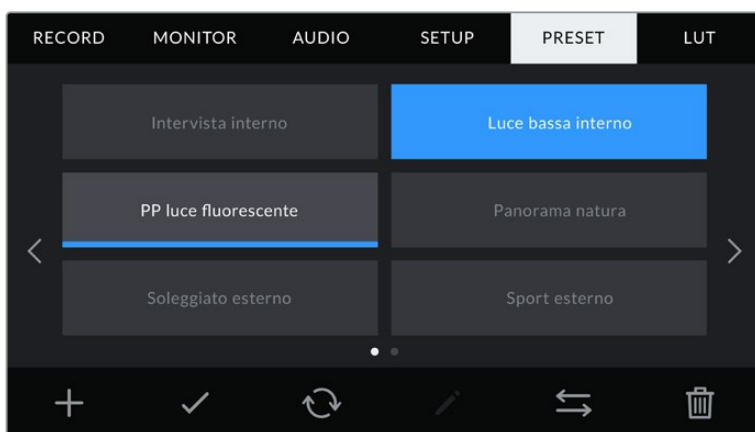 RECORD MONITOR AUDIO SETUP PRESET LUT
Intervista interno Luce bassa interno
PP luce fluorescente Panorama natura
Soleggiato esterno Sport esterno